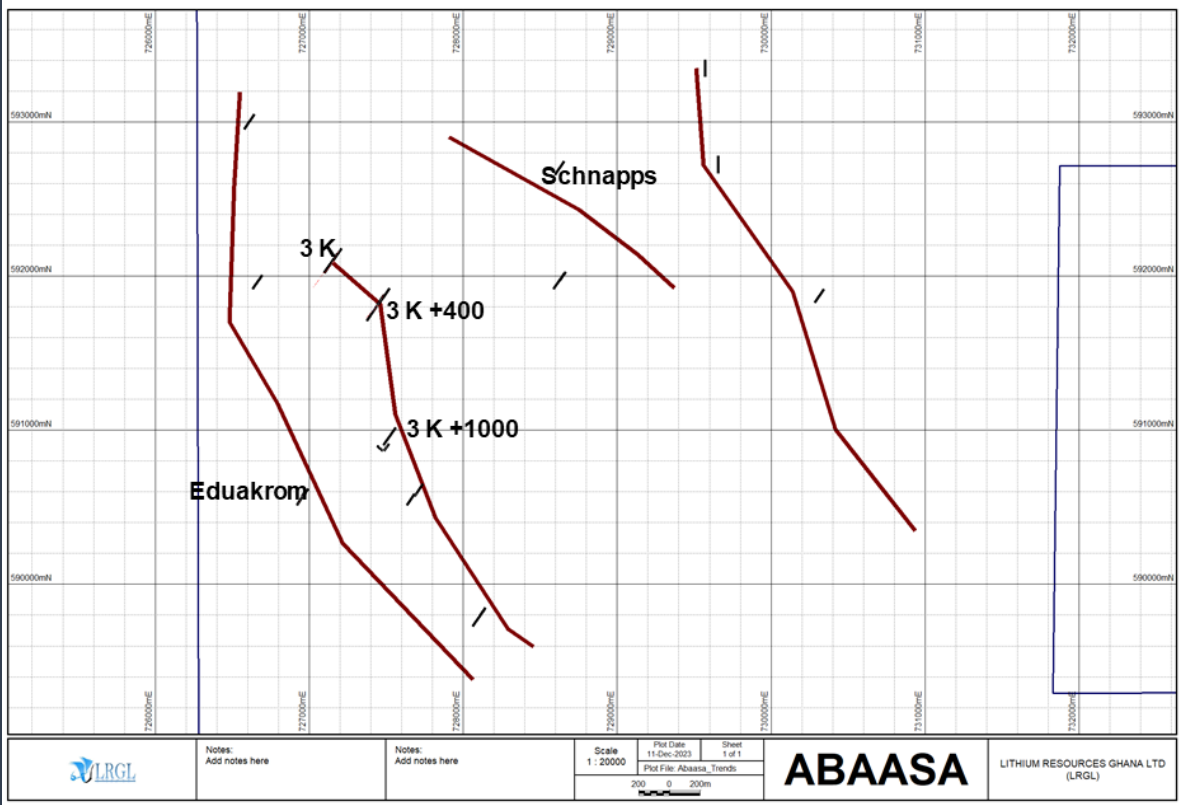 726000mE
727000mE
728000mE
729000mE
730000mE
731000mE
732000mE
593000mN
593000mN
Schnapps
3 K
592000mN
592000mN
3 K +400
591000mN
591000mN
3 K +1000
Eduakrom
590000mN
590000mN
726000mE
727000mE
728000mE
729000mE
730000mE
731000mE
732000mE
LRGL
Notes:
Add notes here
Notes:
Add notes here
Scale
1 : 20000
Plot Date
11-Dec-2023
Sheet
1 of 1
Plot File: Abaasa_Trends
200 0 200m
ABAASA
LITHIUM RESOURCES GHANA LTD
(LRGL)